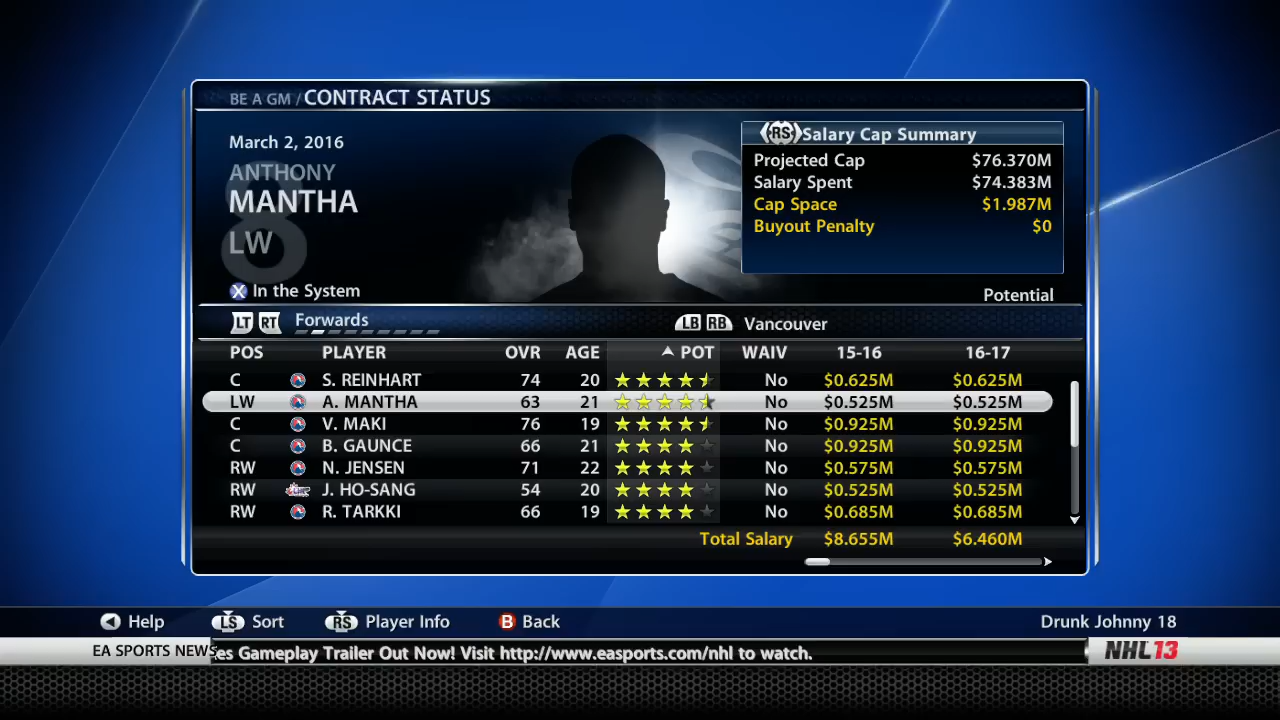 BE A GM / CONTRACT STATUS
March 2, 2016
ANTHONY
MANTHA
8
LW
X In the System
RS Salary Cap Summary
Projected Cap $76.370M
Salary Spent $74.383M
Cap Space $1.987M
Buyout Penalty $0
Potential
LT RT Forwards LB RB Vancouver
POS PLAYER OVR AGE POT WAIV 15-16 16-17
C S. REINHART 74 20 No $0.625M $0.625M
LW A. MANTHA 63 21 No $0.525M $0.525M
C V. MAKI 76 19 No $0.925M $0.925M
C B. GAUNCE 66 21 No $0.925M $0.925M
RW N. JENSEN 71 22 No $0.575M $0.575M
RW J. HO-SANG 54 20 No $0.525M $0.525M
RW R. TARKKI 66 19 No $0.685M $0.685M
Total Salary $8.655M $6.460M
Help LS Sort RS Player Info B Back Drunk Johnny 18
EA SPORTS NEWS es Gameplay Trailer Out Now! Visit http://www.easports.com/nhl to watch. NHL13